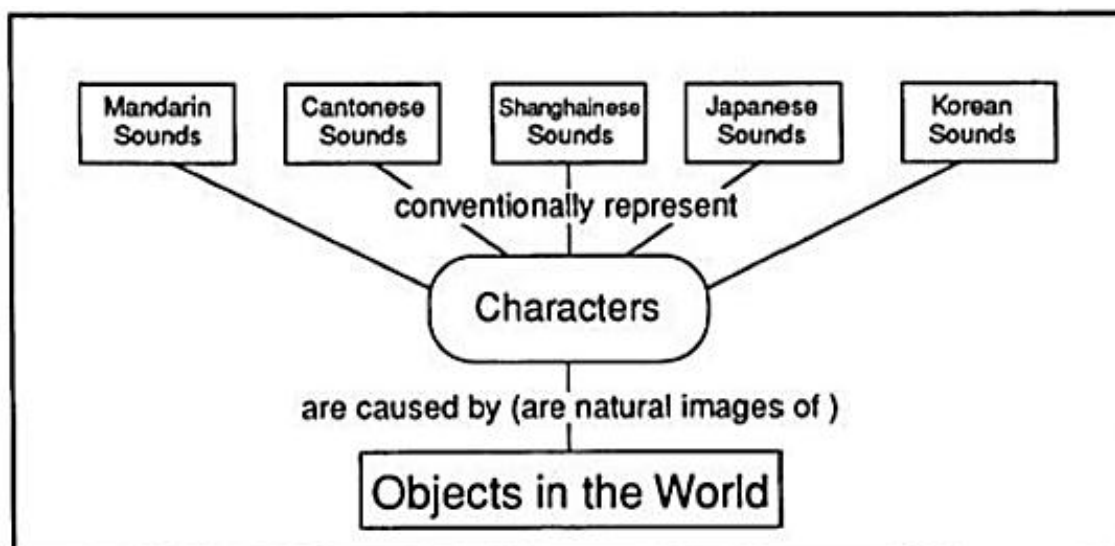 Mandarin
Sounds
Cantonese
Sounds
Shanghainese
Sounds
Japanese
Sounds
Korean
Sounds
conventionally represent
Characters
are caused by (are natural images of )
Objects in the World